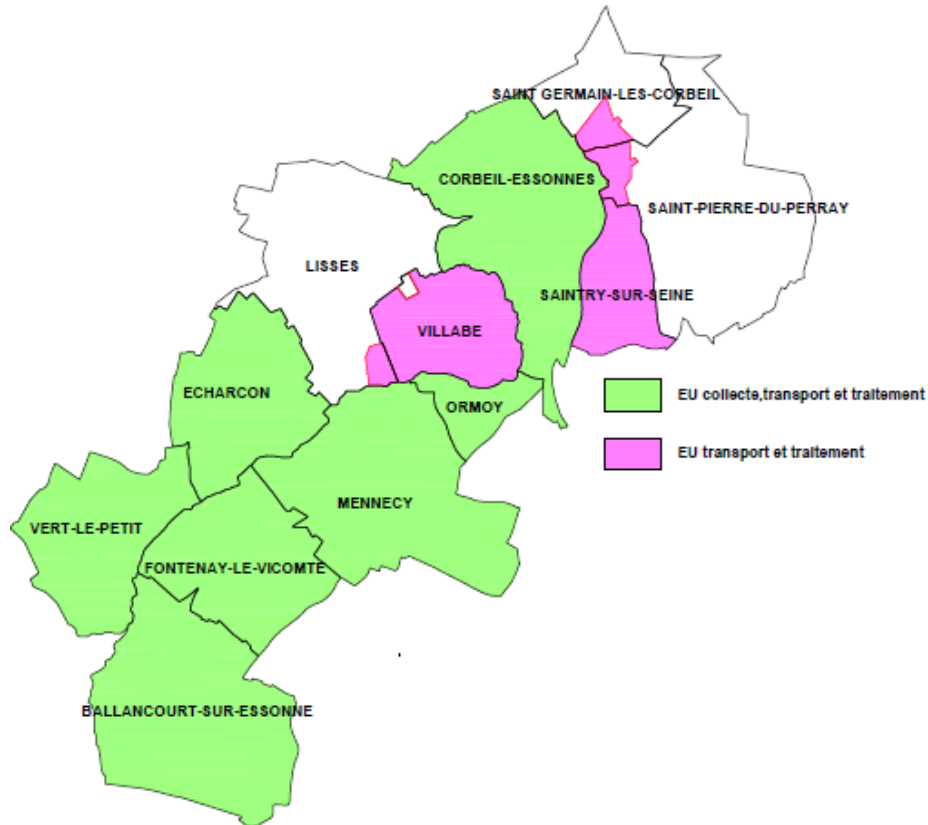 SAINT GERMAIN-LES-CORBEIL
CORBEIL-ESSONNES
SAINT-PIERRE-DU-PERRAY
LISSES
SAINTRY-SUR-SEINE
VILLABE
ECHARCON
ORMOY
EU collecte,transport et traitement
EU transport et traitement
MENNECY
VERT-LE-PETIT
FONTENAY-LE-VICOMTE
BALLANCOURT-SUR-ESSONNE